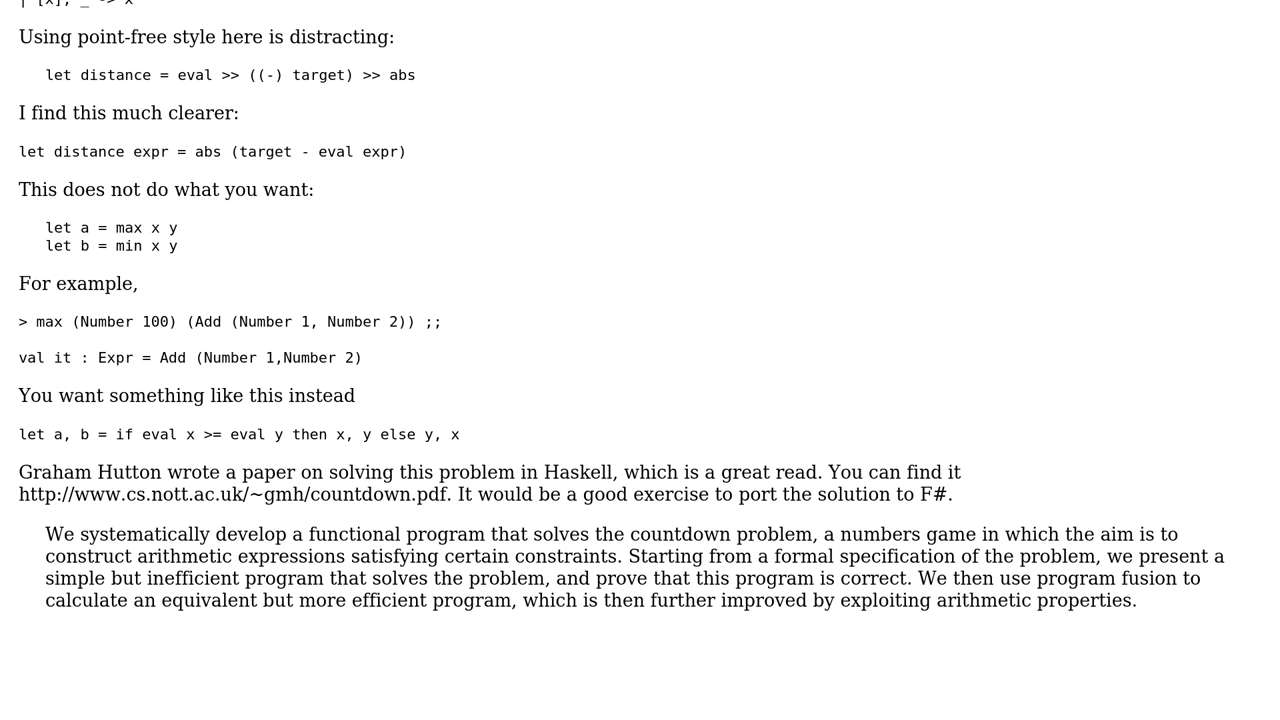 | [x], _ -> x
Using point-free style here is distracting:
let distance = eval >> ((-) target) >> abs
I find this much clearer:
let distance expr = abs (target - eval expr)
This does not do what you want:
let a = max x y
let b = min x y
For example,
> max (Number 100) (Add (Number 1, Number 2)) ;;
val it : Expr = Add (Number 1,Number 2)
You want something like this instead
let a, b = if eval x >= eval y then x, y else y, x
Graham Hutton wrote a paper on solving this problem in Haskell, which is a great read. You can find it
http://www.cs.nott.ac.uk/~gmh/countdown.pdf. It would be a good exercise to port the solution to F#.
We systematically develop a functional program that solves the countdown problem, a numbers game in which the aim is to
construct arithmetic expressions satisfying certain constraints. Starting from a formal specification of the problem, we present a
simple but inefficient program that solves the problem, and prove that this program is correct. We then use program fusion to
calculate an equivalent but more efficient program, which is then further improved by exploiting arithmetic properties.